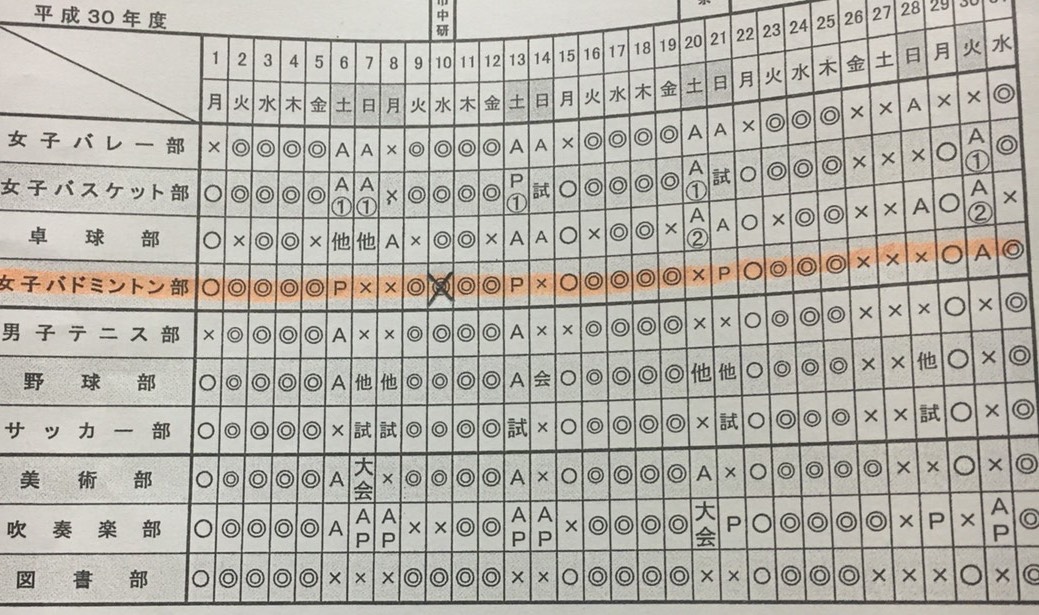 平成30年度
中研
1 2 3 4 5 6 7 8 9 10 11 12 13 14 15 16 17 18 19 20 21 22 23 24 25 26 27 28 29
月 火 水 木 金 土 日 月 火 水 木 金 土 日 月 火 水 木 金 土 日 月 火 水 木 金 土 日 月 火 水
女子バレー部 × ◎ ◎ ◎ ◎ A A × ◎ ◎ ◎ ◎ A A × ◎ ◎ ◎ ◎ A A × ◎ ◎ ◎ × × A × × ◎
女子バスケット部 ○ ◎ ◎ ◎ ◎ A① A① × ◎ ◎ ◎ ◎ P① 試 ○ ◎ ◎ ◎ ◎ A① 試 ○ ◎ ◎ ◎ × × × ○ A① ◎
卓球部 ○ × ◎ ◎ × 他 他 A × ◎ ◎ × A A ○ × ◎ ◎ × A② A ○ × ◎ ◎ × × A ○ A② ×
女子バドミントン部 ○ ◎ ◎ ◎ ◎ P × × ◎ ◎ ◎ ◎ P × ○ ◎ ◎ ◎ ◎ × P ○ ◎ ◎ ◎ × × × ○ A ◎
男子テニス部 × ◎ ◎ ◎ ◎ A × × ◎ ◎ ◎ ◎ A × × ◎ ◎ ◎ ◎ × × ○ ◎ ◎ ◎ × × × ○ × ◎
野球部 ○ ◎ ◎ ◎ ◎ A 他 他 ◎ ◎ ◎ ◎ A 会 ○ ◎ ◎ ◎ ◎ 他 他 ○ ◎ ◎ ◎ × × 他 ○ × ◎
サッカー部 ○ ◎ ◎ ◎ ◎ × 試 試 ◎ ◎ ◎ ◎ 試 × ○ ◎ ◎ ◎ ◎ × 試 ○ ◎ ◎ ◎ × × 試 ○ × ◎
美術部 ○ ◎ ◎ ◎ ◎ A 大会 × ◎ ◎ ◎ ◎ A × ○ ◎ ◎ ◎ ◎ A × ○ ◎ ◎ ◎ ◎ × × ○ × ◎
吹奏楽部 ○ ◎ ◎ ◎ ◎ A AP AP × × ◎ ◎ AP AP × ◎ ◎ ◎ ◎ 大会 P ○ ◎ ◎ ◎ ◎ × P × AP ◎
図書部 ○ ◎ ◎ ◎ ◎ × × × ◎ ◎ ◎ ◎ × × ○ ◎ ◎ ◎ ◎ × × ○ ◎ ◎ ◎ × × × ○ × ◎